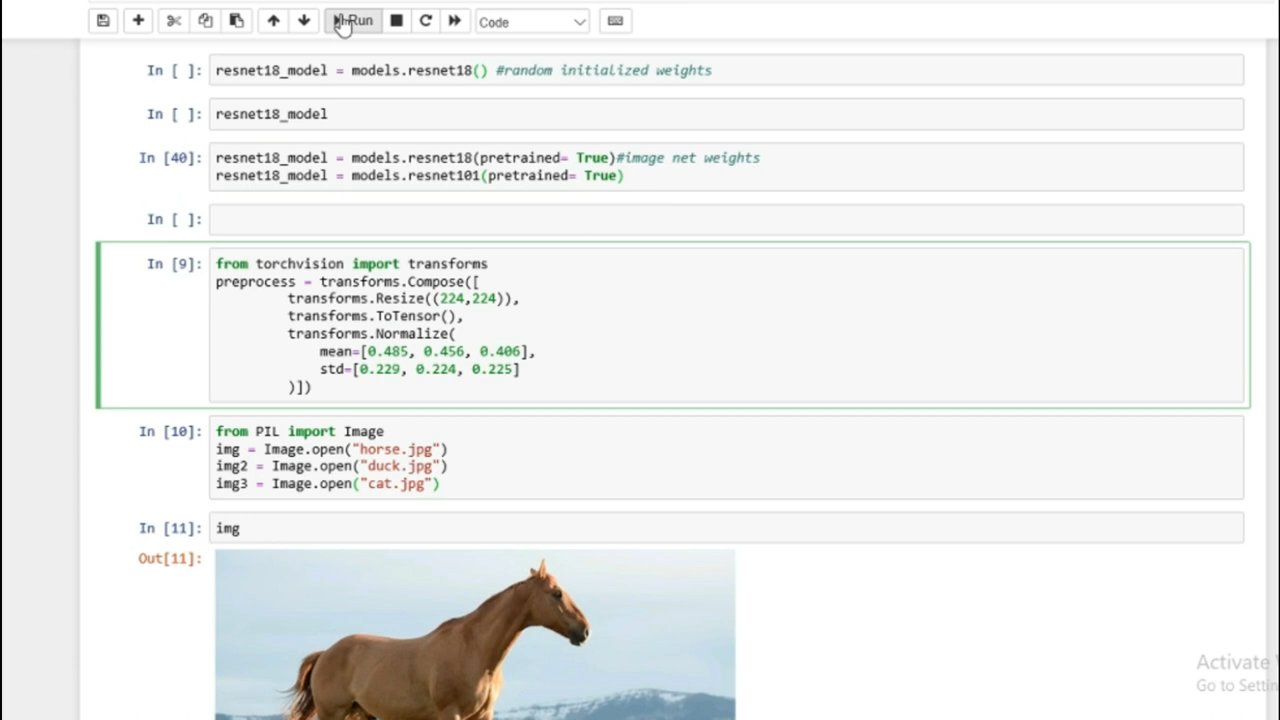 Run Code
In [ ]: resnet18_model = models.resnet18() #random initialized weights
In [ ]: resnet18_model
In [40]: resnet18_model = models.resnet18(pretrained= True)#image net weights
resnet18_model = models.resnet101(pretrained= True)
In [ ]:
In [9]: from torchvision import transforms
preprocess = transforms.Compose([
transforms.Resize((224,224)),
transforms.ToTensor(),
transforms.Normalize(
mean=[0.485, 0.456, 0.406],
std=[0.229, 0.224, 0.225]
)])
In [10]: from PIL import Image
img = Image.open("horse.jpg")
img2 = Image.open("duck.jpg")
img3 = Image.open("cat.jpg")
In [11]: img
Out[11]:
Activate
Go to Settin